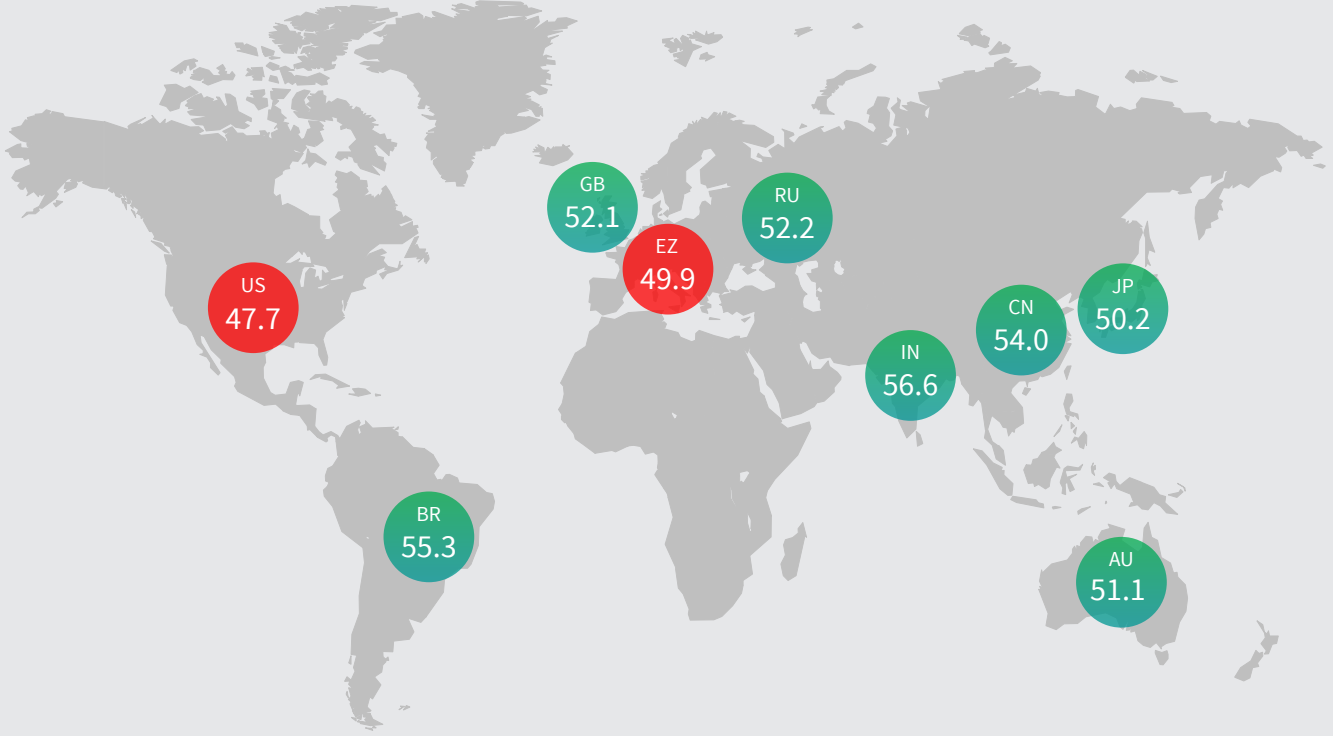 GB
52.1
RU
52.2
EZ
49.9
US
47.7
JP
50.2
CN
54.0
IN
56.6
BR
55.3
AU
51.1